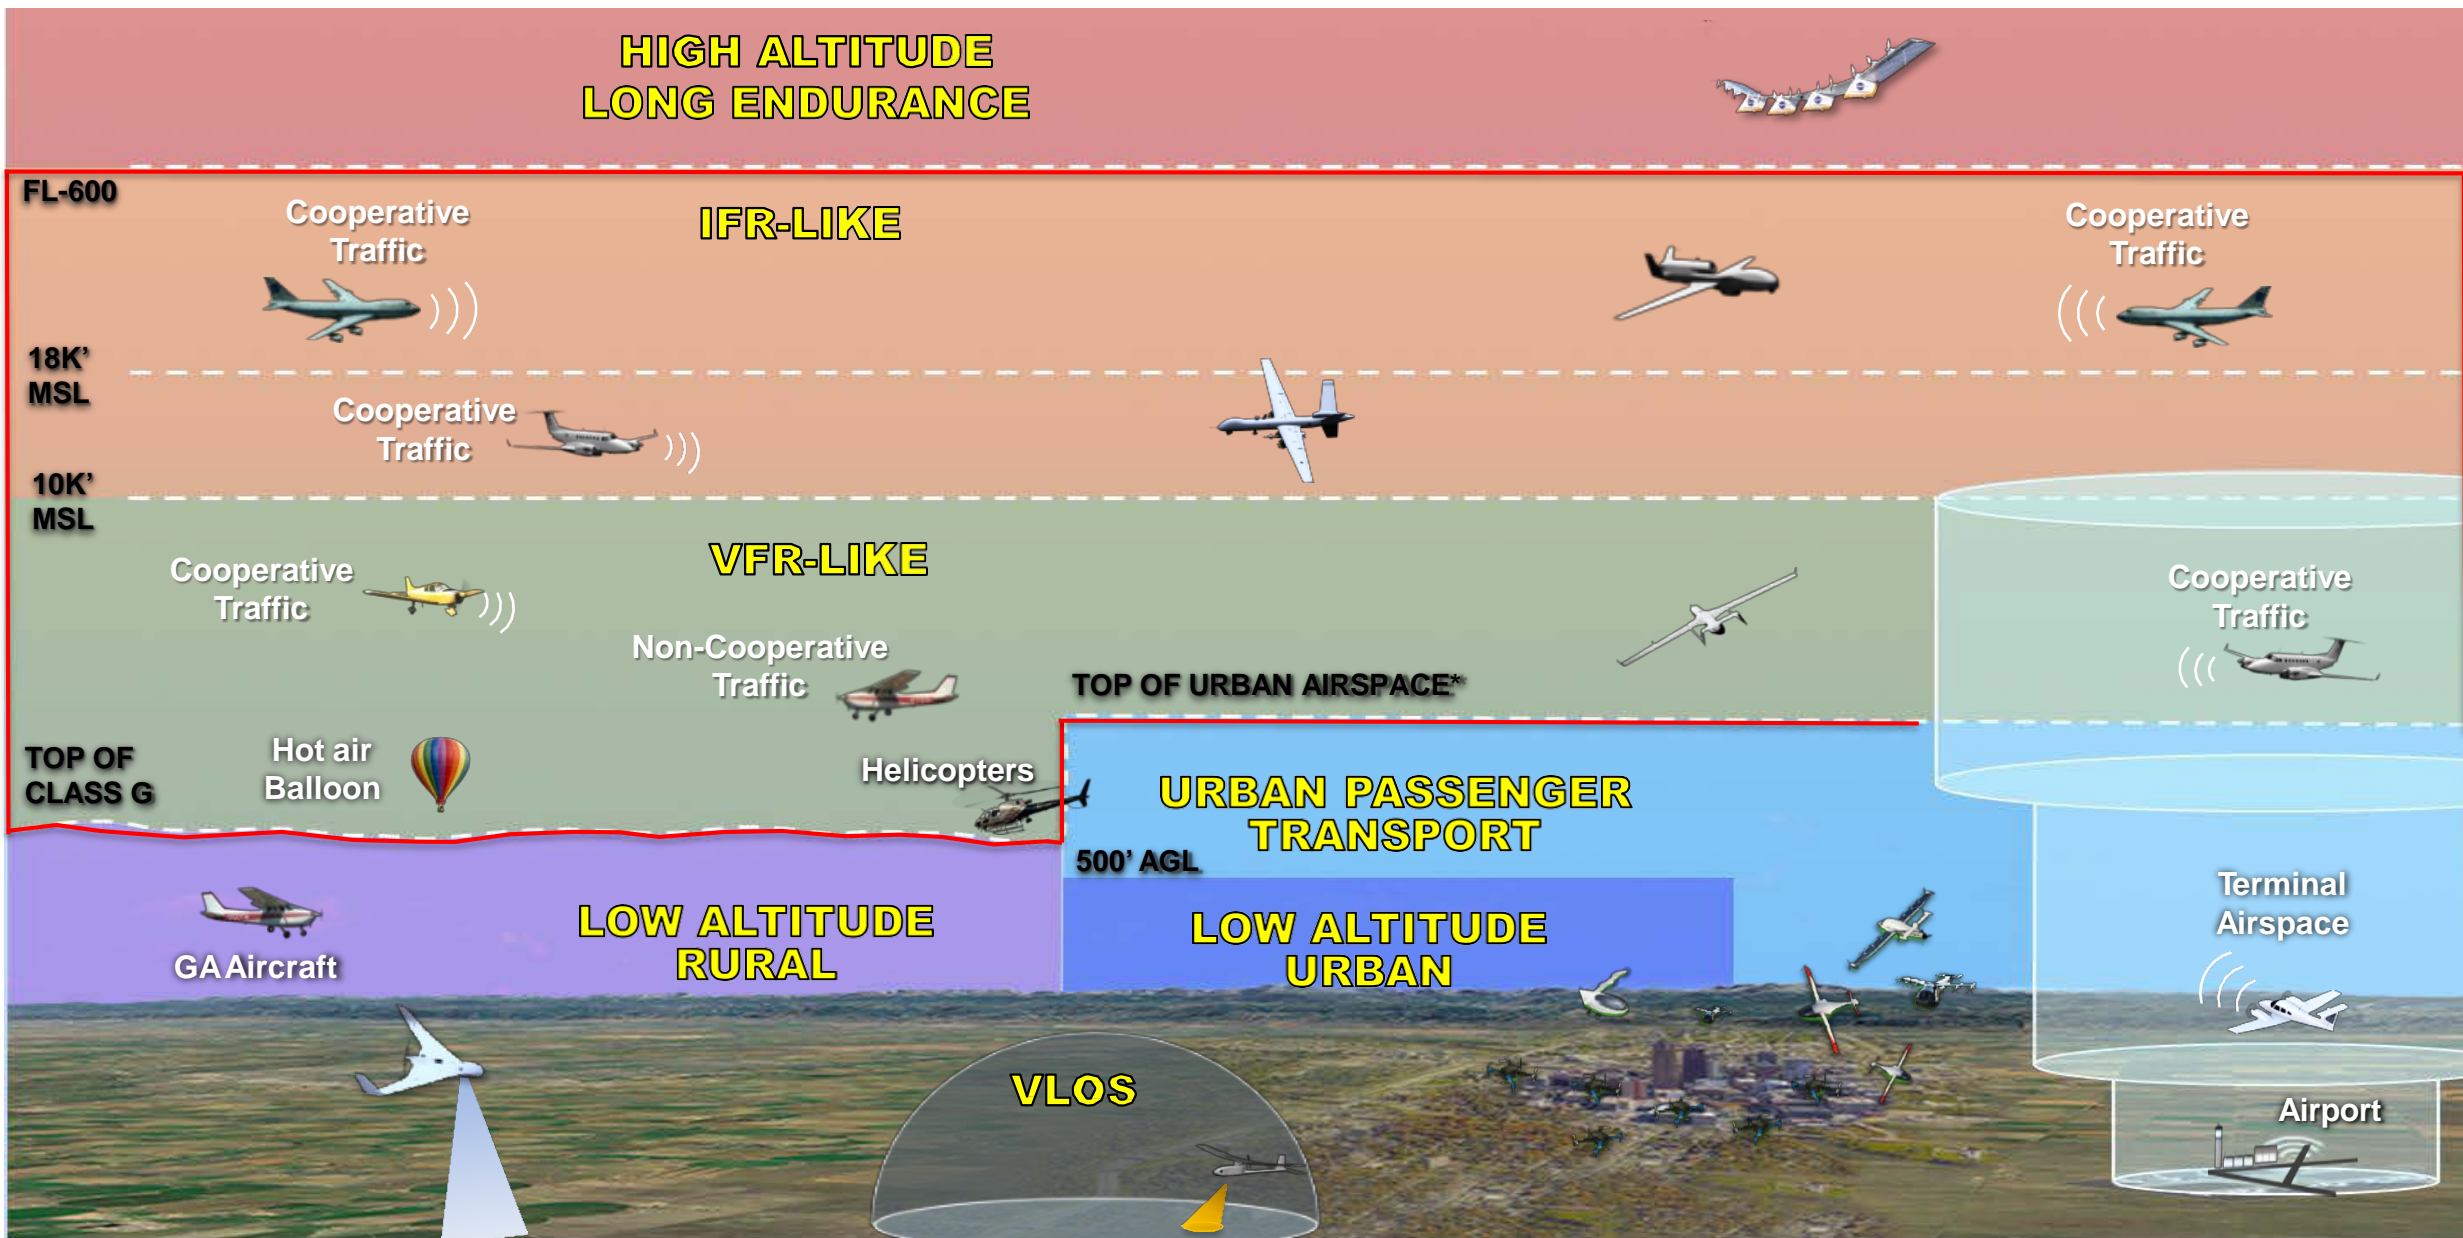 HIGH ALTITUDE
LONG ENDURANCE
FL-600
Cooperative
Traffic
IFR-LIKE
Cooperative
Traffic
18K’
MSL
Cooperative
Traffic
10K’
MSL
VFR-LIKE
Cooperative
Traffic
Cooperative
Traffic
Non-Cooperative
Traffic
TOP OF URBAN AIRSPACE*
TOP OF
CLASS G
Hot air
Balloon
Helicopters
URBAN PASSENGER
TRANSPORT
500’ AGL
LOW ALTITUDE
RURAL
LOW ALTITUDE
URBAN
Terminal
Airspace
GA Aircraft
VLOS
Airport